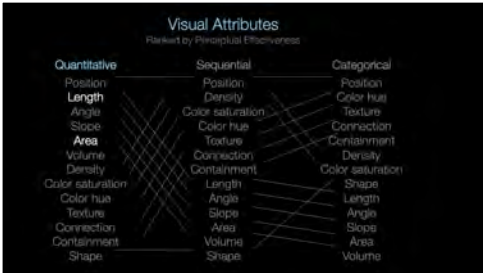 Visual Attributes
Ranked by Perceptual Effectiveness
Quantitative Sequential Categorical
Position Position Position
Length Density Color hue
Angle Color saturation Texture
Slope Color hue Connection
Area Texture Containment
Volume Connection Density
Density Containment Color saturation
Color saturation Length Shape
Color hue Angle Length
Texture Slope Angle
Connection Area Slope
Containment Volume Area
Shape Shape Volume